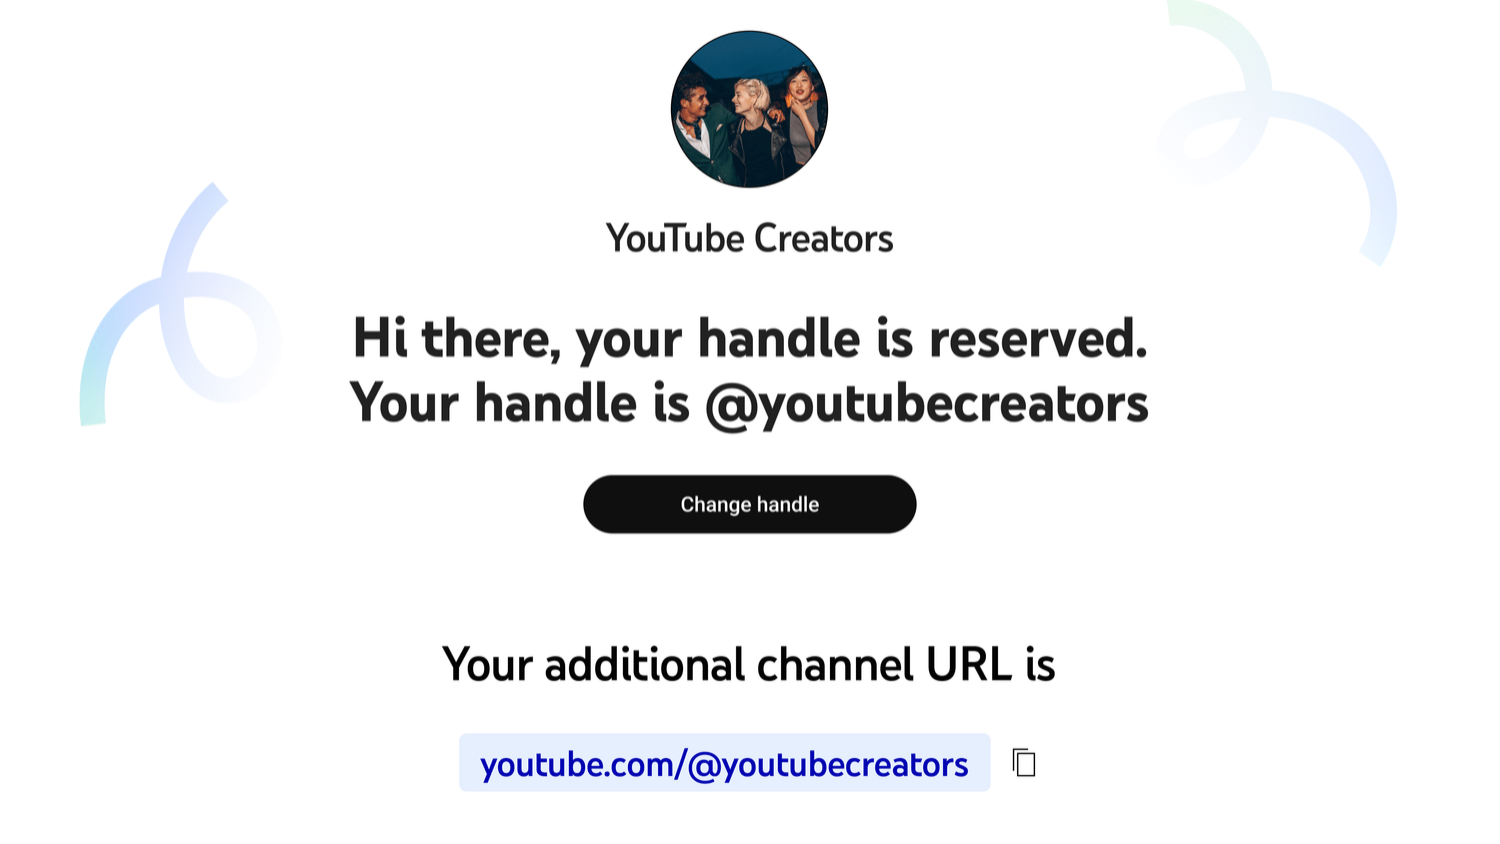 YouTube Creators
Hi there, your handle is reserved.
Your handle is @youtubecreators
Change handle
Your additional channel URL is
youtube.com/@youtubecreators